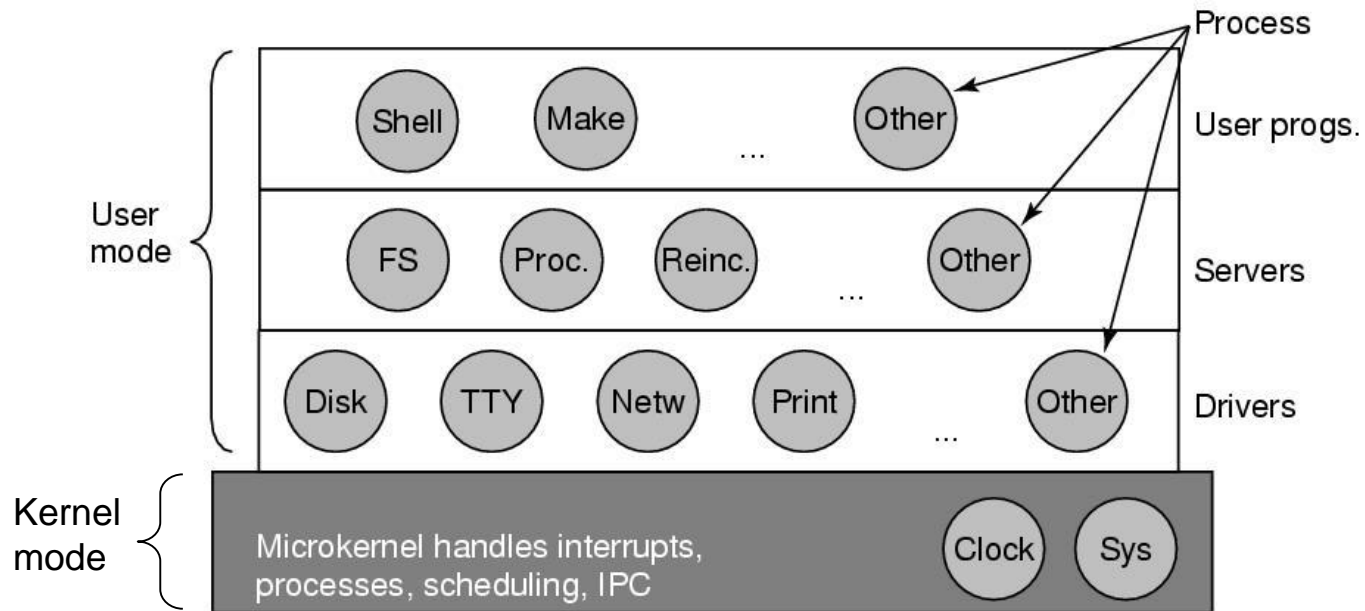 Process
Shell Make ... Other
User progs.
User
mode
FS Proc. Reinc. ... Other
Servers
Disk TTY Netw Print ... Other
Drivers
Kernel
mode
Microkernel handles interrupts,
processes, scheduling, IPC
Clock Sys